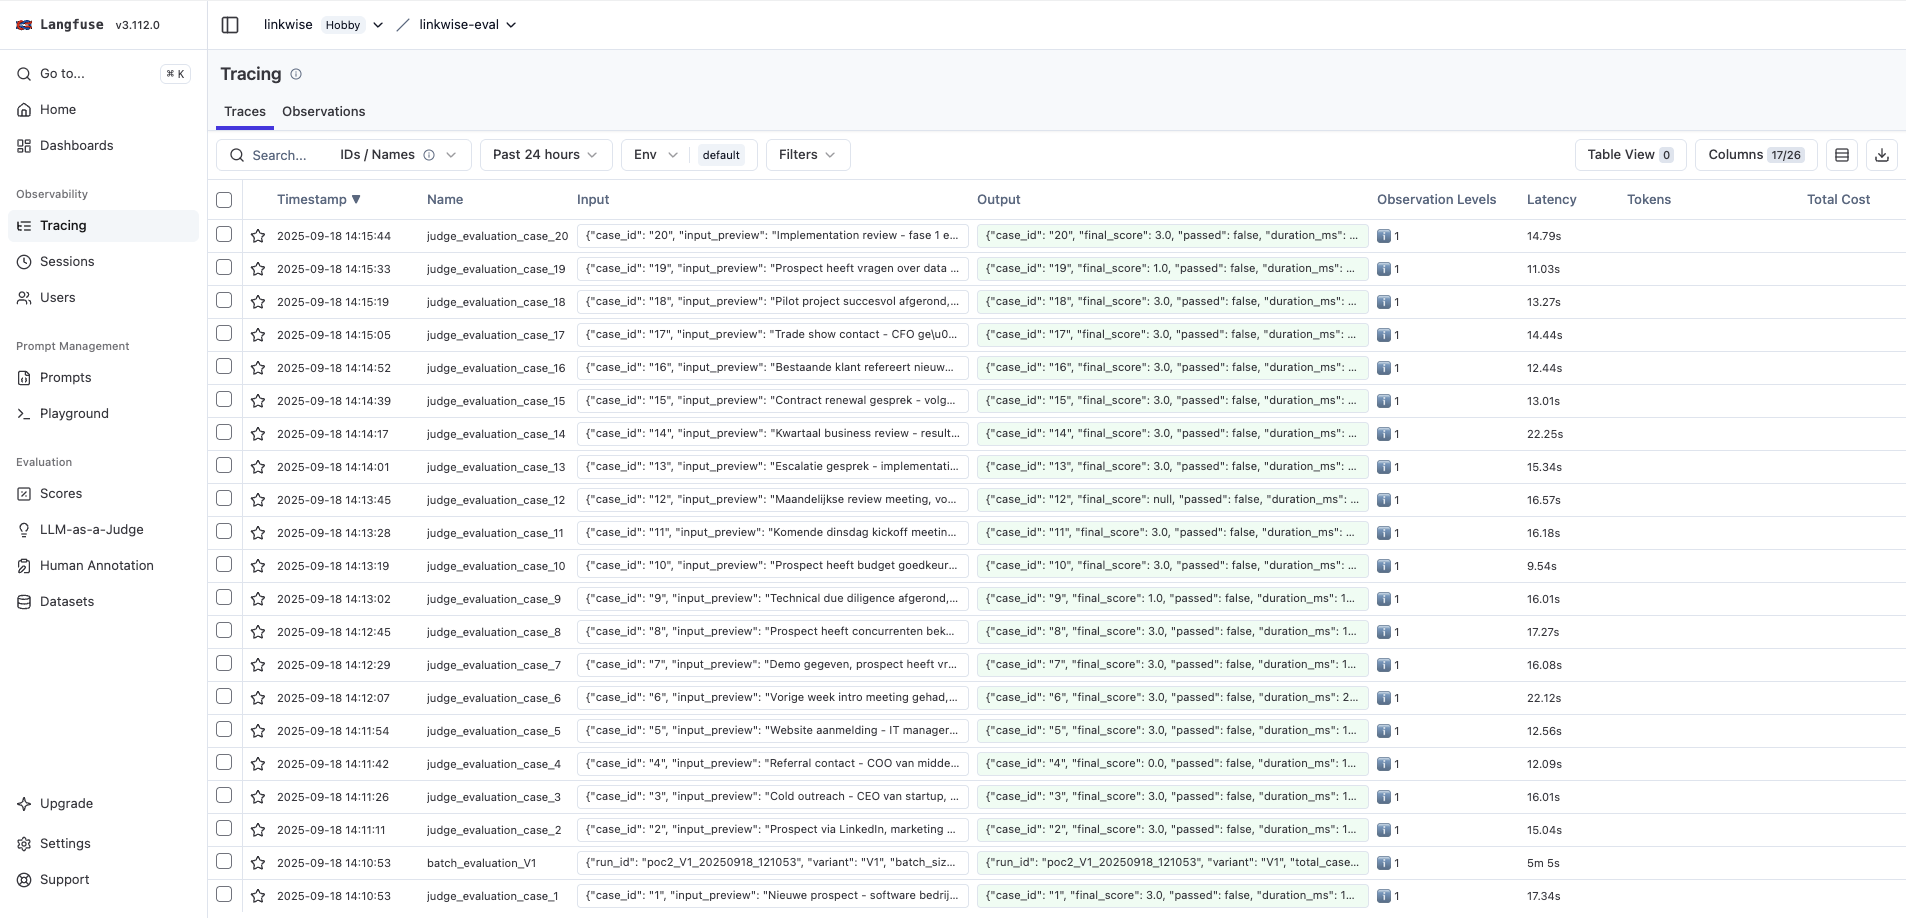 Langfuse v3.112.0
linkwise Hobby / linkwise-eval
Go to... ⌘ K
Home
Dashboards
Observability
Tracing
Sessions
Users
Prompt Management
Prompts
Playground
Evaluation
Scores
LLM-as-a-Judge
Human Annotation
Datasets
Upgrade
Settings
Support
Tracing
Traces Observations
Search... IDs / Names Past 24 hours Env default Filters Table View 0 Columns 17/26
Timestamp ▼ Name Input Output Observation Levels Latency Tokens Total Cost
2025-09-18 14:15:44 judge_evaluation_case_20 {"case_id": "20", "input_preview": "Implementation review - fase 1 e... {"case_id": "20", "final_score": 3.0, "passed": false, "duration_ms": ... 1 14.79s
2025-09-18 14:15:33 judge_evaluation_case_19 {"case_id": "19", "input_preview": "Prospect heeft vragen over data ... {"case_id": "19", "final_score": 1.0, "passed": false, "duration_ms": ... 1 11.03s
2025-09-18 14:15:19 judge_evaluation_case_18 {"case_id": "18", "input_preview": "Pilot project succesvol afgerond,... {"case_id": "18", "final_score": 3.0, "passed": false, "duration_ms": ... 1 13.27s
2025-09-18 14:15:05 judge_evaluation_case_17 {"case_id": "17", "input_preview": "Trade show contact - CFO ge\u0... {"case_id": "17", "final_score": 3.0, "passed": false, "duration_ms": ... 1 14.44s
2025-09-18 14:14:52 judge_evaluation_case_16 {"case_id": "16", "input_preview": "Bestaande klant refereert nieuw... {"case_id": "16", "final_score": 3.0, "passed": false, "duration_ms": ... 1 12.44s
2025-09-18 14:14:39 judge_evaluation_case_15 {"case_id": "15", "input_preview": "Contract renewal gesprek - volg... {"case_id": "15", "final_score": 3.0, "passed": false, "duration_ms": ... 1 13.01s
2025-09-18 14:14:17 judge_evaluation_case_14 {"case_id": "14", "input_preview": "Kwartaal business review - result... {"case_id": "14", "final_score": 3.0, "passed": false, "duration_ms": ... 1 22.25s
2025-09-18 14:14:01 judge_evaluation_case_13 {"case_id": "13", "input_preview": "Escalatie gesprek - implementati... {"case_id": "13", "final_score": 3.0, "passed": false, "duration_ms": ... 1 15.34s
2025-09-18 14:13:45 judge_evaluation_case_12 {"case_id": "12", "input_preview": "Maandelijkse review meeting, vo... {"case_id": "12", "final_score": null, "passed": false, "duration_ms": ... 1 16.57s
2025-09-18 14:13:28 judge_evaluation_case_11 {"case_id": "11", "input_preview": "Komende dinsdag kickoff meetin... {"case_id": "11", "final_score": 3.0, "passed": false, "duration_ms": ... 1 16.18s
2025-09-18 14:13:19 judge_evaluation_case_10 {"case_id": "10", "input_preview": "Prospect heeft budget goedkeur... {"case_id": "10", "final_score": 3.0, "passed": false, "duration_ms": ... 1 9.54s
2025-09-18 14:13:02 judge_evaluation_case_9 {"case_id": "9", "input_preview": "Technical due diligence afgerond,... {"case_id": "9", "final_score": 1.0, "passed": false, "duration_ms": 1... 1 16.01s
2025-09-18 14:12:45 judge_evaluation_case_8 {"case_id": "8", "input_preview": "Prospect heeft concurrenten bek... {"case_id": "8", "final_score": 3.0, "passed": false, "duration_ms": 1... 1 17.27s
2025-09-18 14:12:29 judge_evaluation_case_7 {"case_id": "7", "input_preview": "Demo gegeven, prospect heeft vr... {"case_id": "7", "final_score": 3.0, "passed": false, "duration_ms": 1... 1 16.08s
2025-09-18 14:12:07 judge_evaluation_case_6 {"case_id": "6", "input_preview": "Vorige week intro meeting gehad,... {"case_id": "6", "final_score": 3.0, "passed": false, "duration_ms": 2... 1 22.12s
2025-09-18 14:11:54 judge_evaluation_case_5 {"case_id": "5", "input_preview": "Website aanmelding - IT manager... {"case_id": "5", "final_score": 3.0, "passed": false, "duration_ms": 1... 1 12.56s
2025-09-18 14:11:42 judge_evaluation_case_4 {"case_id": "4", "input_preview": "Referral contact - COO van midde... {"case_id": "4", "final_score": 0.0, "passed": false, "duration_ms": 1... 1 12.09s
2025-09-18 14:11:26 judge_evaluation_case_3 {"case_id": "3", "input_preview": "Cold outreach - CEO van startup, ... {"case_id": "3", "final_score": 3.0, "passed": false, "duration_ms": 1... 1 16.01s
2025-09-18 14:11:11 judge_evaluation_case_2 {"case_id": "2", "input_preview": "Prospect via LinkedIn, marketing ... {"case_id": "2", "final_score": 3.0, "passed": false, "duration_ms": 1... 1 15.04s
2025-09-18 14:10:53 batch_evaluation_V1 {"run_id": "poc2_V1_20250918_121053", "variant": "V1", "batch_siz... {"run_id": "poc2_V1_20250918_121053", "variant": "V1", "total_case... 1 5m 5s
2025-09-18 14:10:53 judge_evaluation_case_1 {"case_id": "1", "input_preview": "Nieuwe prospect - software bedrij... {"case_id": "1", "final_score": 3.0, "passed": false, "duration_ms": 1... 1 17.34s